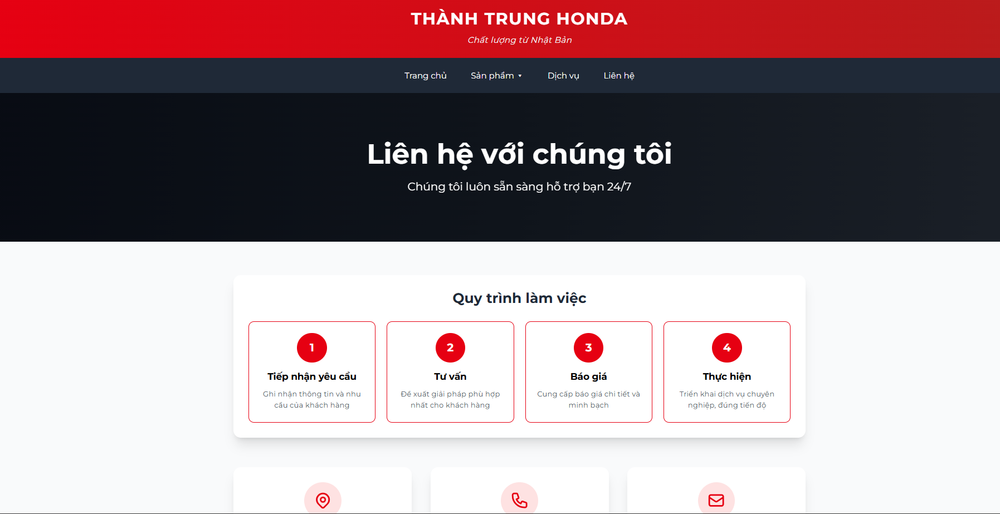 THÀNH TRUNG HONDA
Chất lượng từ Nhật Bản
Trang chủ
Sản phẩm ▼
Dịch vụ
Liên hệ
Liên hệ với chúng tôi
Chúng tôi luôn sẵn sàng hỗ trợ bạn 24/7
Quy trình làm việc
1
Tiếp nhận yêu cầu
Ghi nhận thông tin và nhu
cầu của khách hàng
2
Tư vấn
Đề xuất giải pháp phù hợp
nhất cho khách hàng
3
Báo giá
Cung cấp báo giá chi tiết và
minh bạch
4
Thực hiện
Triển khai dịch vụ chuyên
nghiệp, đúng tiến độ